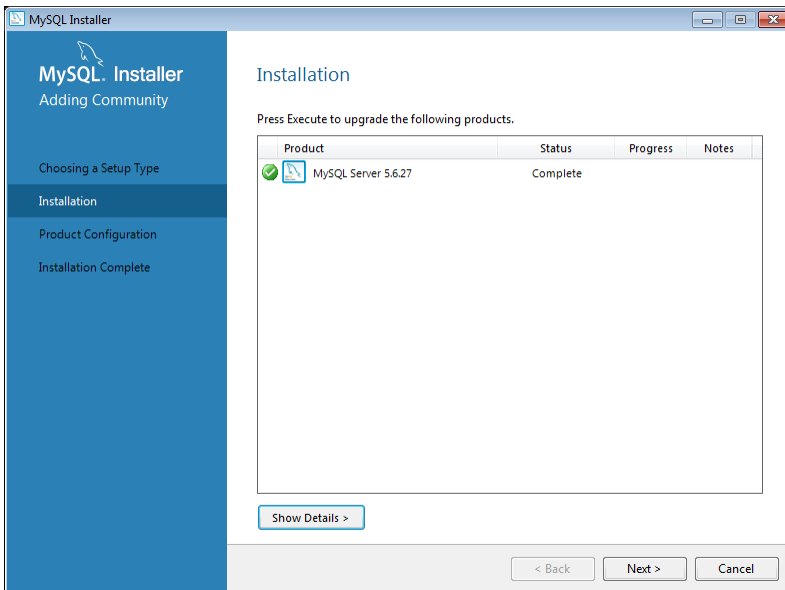 MySQL Installer
MySQL. Installer
Adding Community
Choosing a Setup Type
Installation
Product Configuration
Installation Complete
Installation
Press Execute to upgrade the following products.
Product Status Progress Notes
MySQL Server 5.6.27 Complete
Show Details >
< Back Next > Cancel